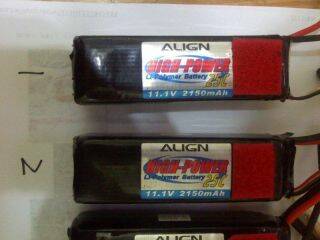 ALIGN
HIGH-POWER
Li-Polymer Battery 25C
11.1V 2150mAh
ALIGN
HIGH-POWER
Li-Polymer Battery 25C
11.1V 2150mAh
ALIGN